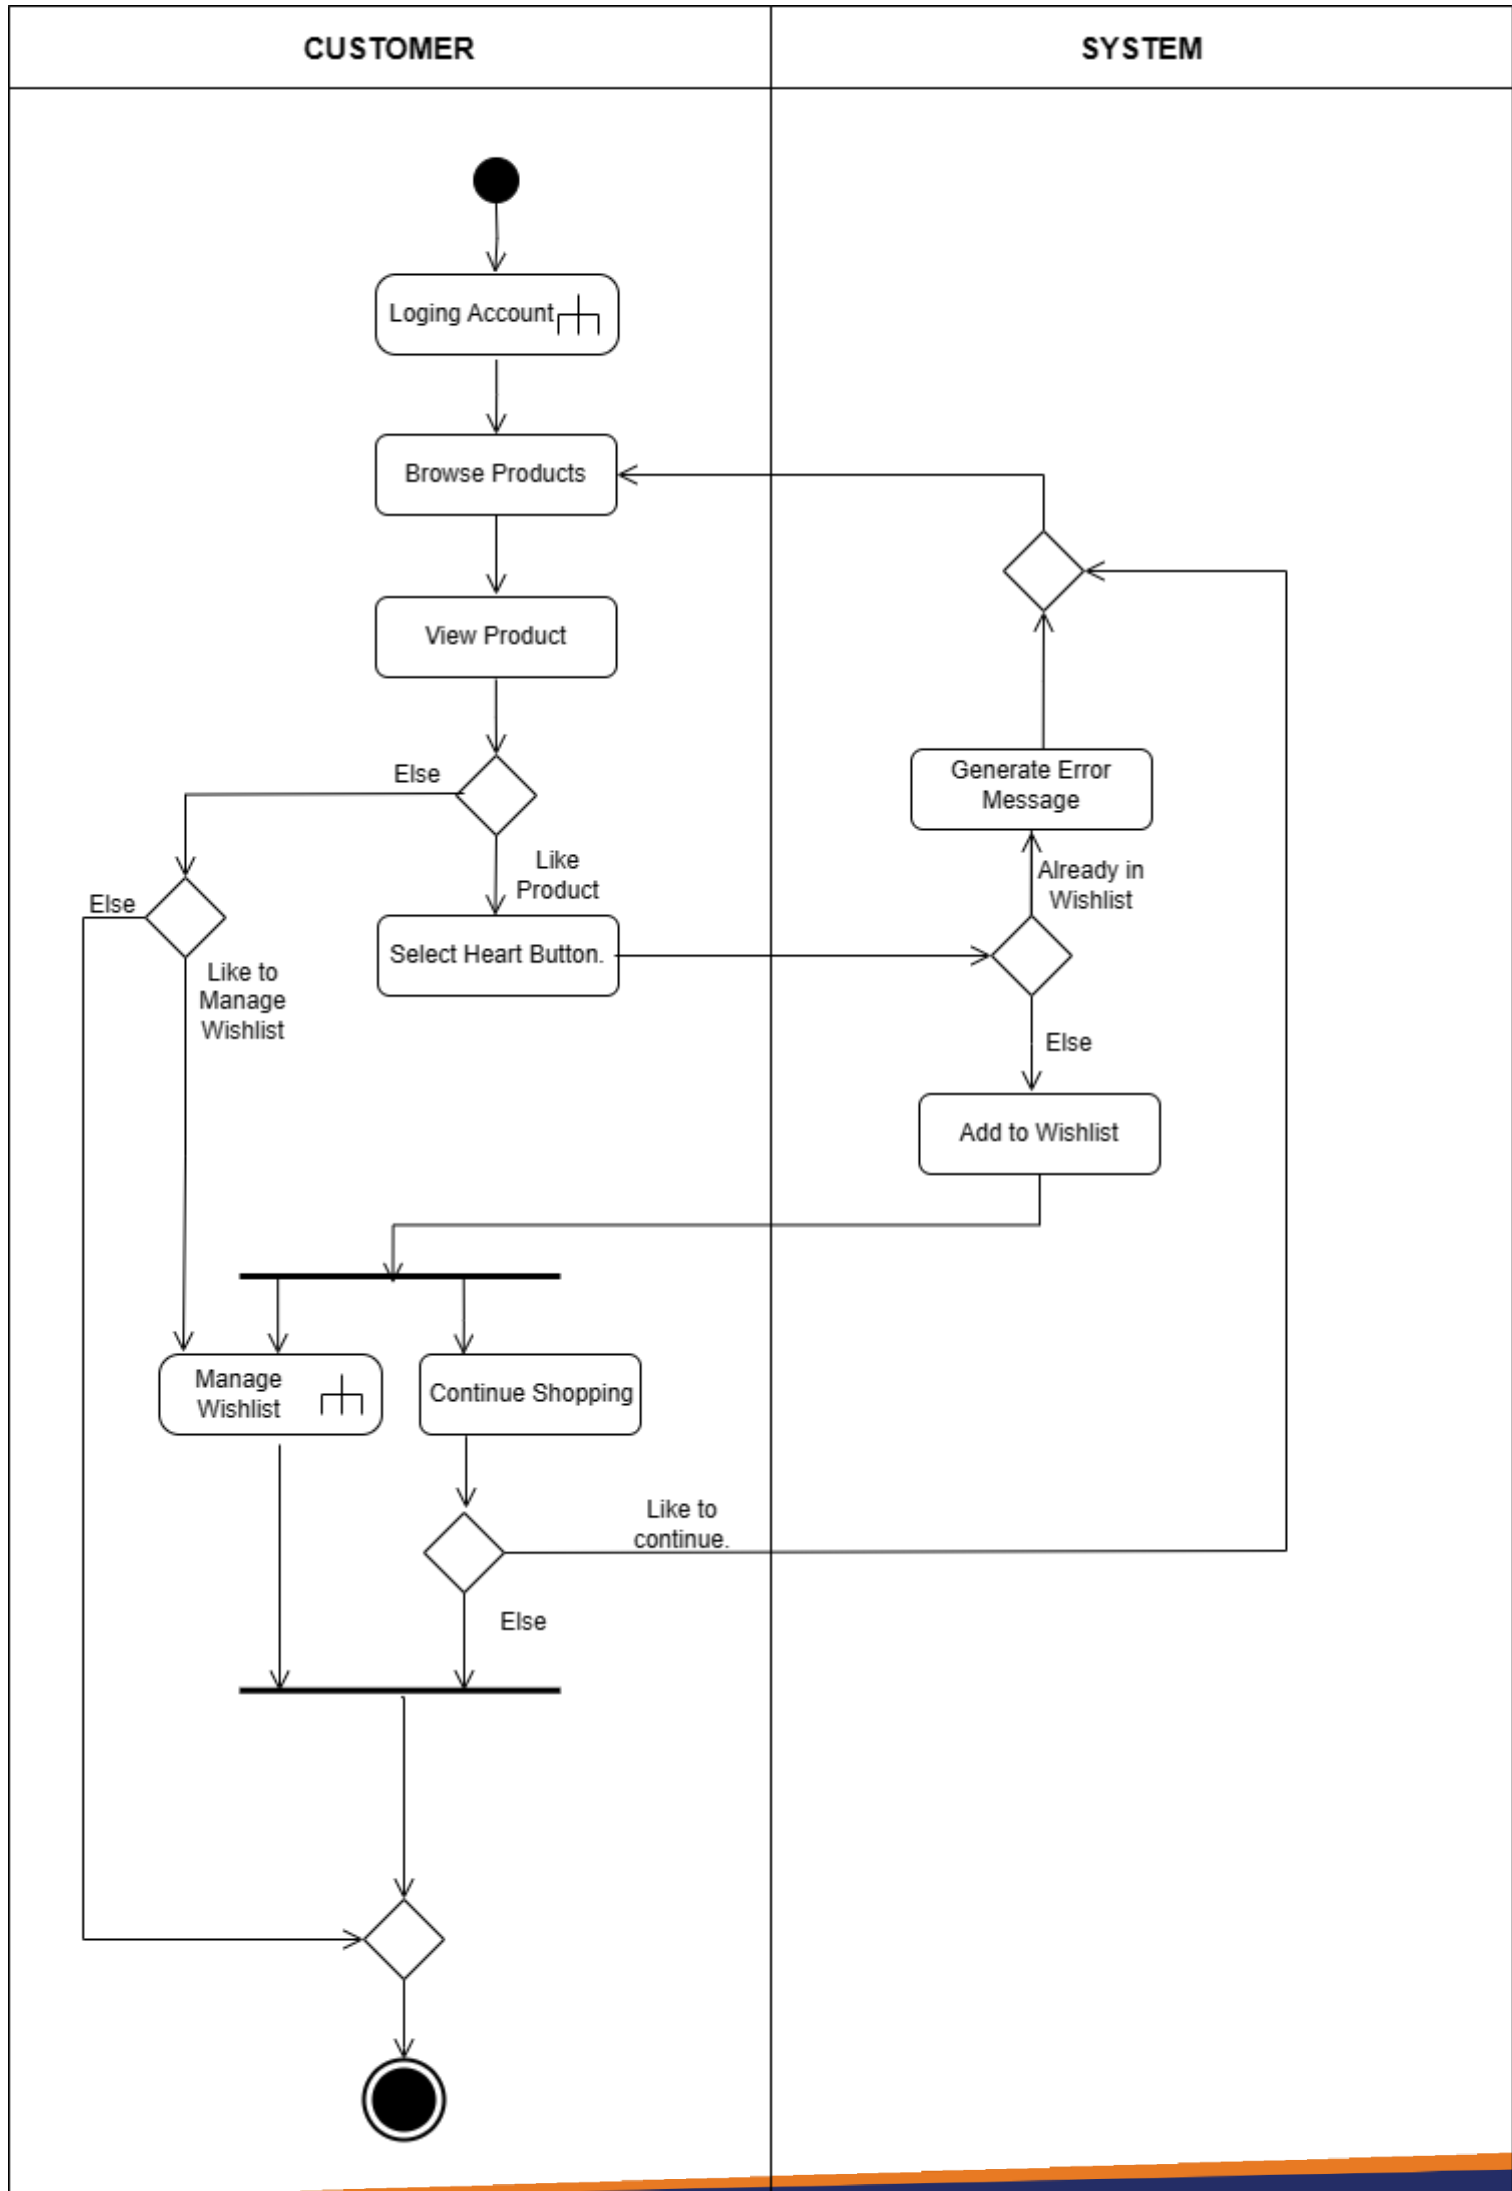 CUSTOMER
SYSTEM
Loging Account
Browse Products
View Product
Else
Like
Product
Generate Error
Message
Already in
Wishlist
Else
Like to
Manage
Wishlist
Select Heart Button.
Else
Add to Wishlist
Manage
Wishlist
Continue Shopping
Like to
continue.
Else